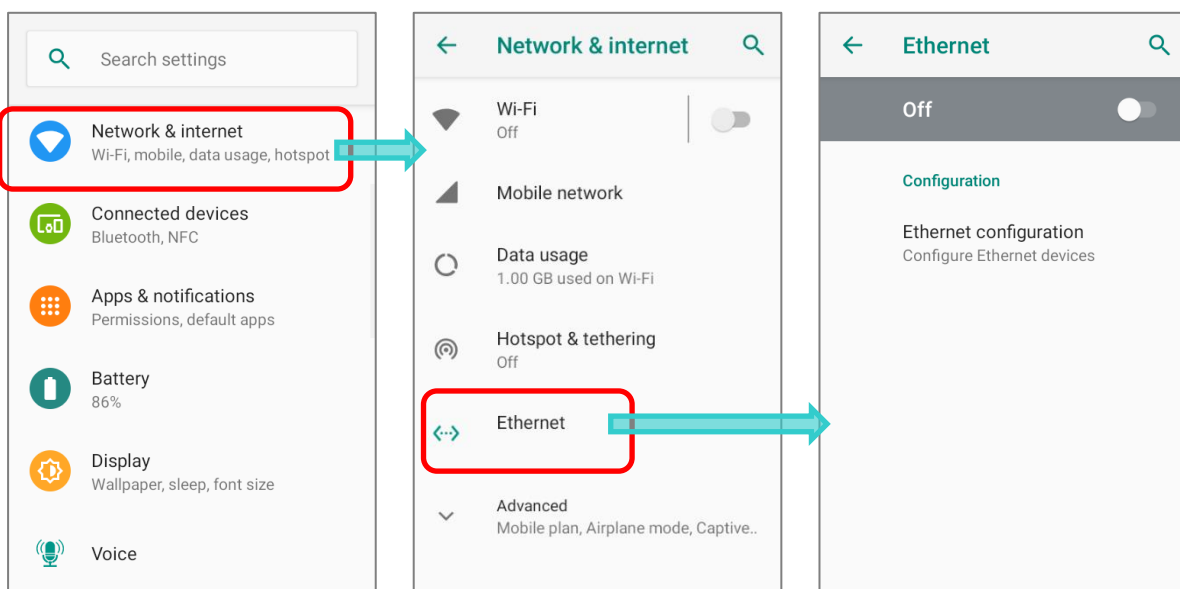 Search settings
Network & internet
Wi-Fi, mobile, data usage, hotspot
Connected devices
Bluetooth, NFC
Apps & notifications
Permissions, default apps
Battery
86%
Display
Wallpaper, sleep, font size
Voice
Network & internet
Wi-Fi
Off
Mobile network
Data usage
1.00 GB used on Wi-Fi
Hotspot & tethering
Off
Ethernet
Advanced
Mobile plan, Airplane mode, Captive..
Ethernet
Off
Configuration
Ethernet configuration
Configure Ethernet devices